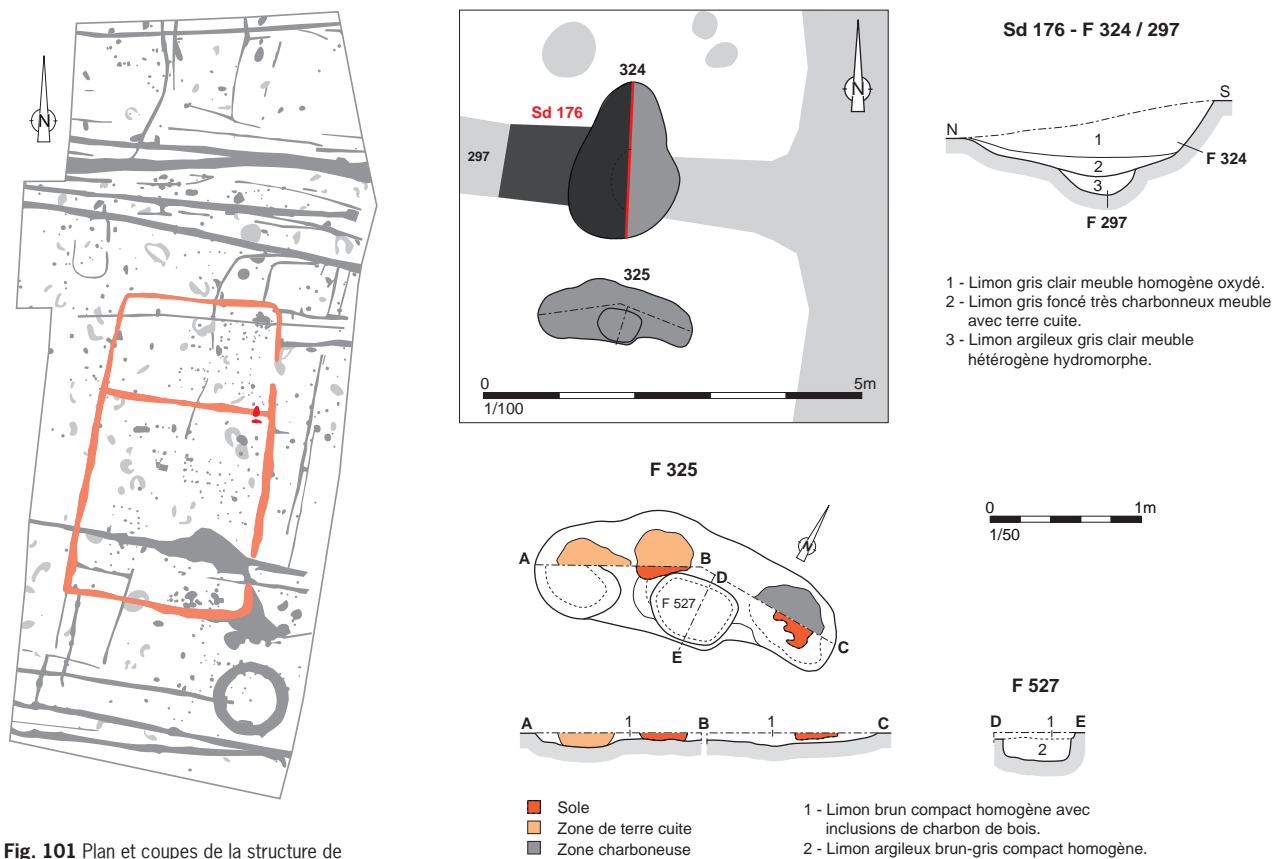 N
324
Sd 176
297
325
N
0
5m
1/100
Sd 176 - F 324 / 297
N
S
1
2
3
F 324
F 297
1 - Limon gris clair meuble homogène oxydé.
2 - Limon gris foncé très charbonneux meuble
avec terre cuite.
3 - Limon argileux gris clair meuble
hétérogène hydromorphe.
F 325
A
B
D
F 527
E
C
N
0
1m
1/50
A
1
B
1
C
F 527
D
1
E
2
Sole
Zone de terre cuite
Zone charboneuse
1 - Limon brun compact homogène avec
inclusions de charbon de bois.
2 - Limon argileux brun-gris compact homogène.
Fig. 101 Plan et coupes de la structure de